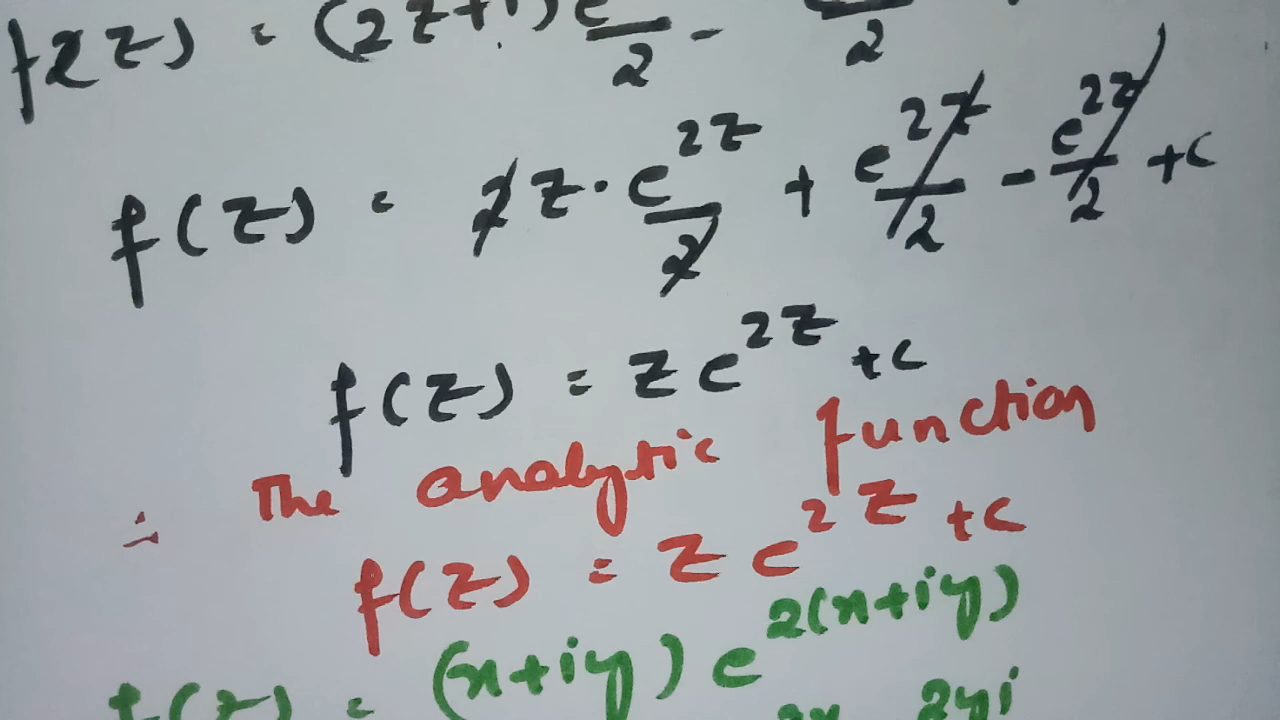 f(z) = (2z+1) e/2 - /2
f(z) = 2z · e^{2z}/2 + e^{2z}/2 - e^{2z}/2 + c
f(z) = z e^{2z} + c
∴ The analytic function
f(z) = z e^{2z} + c
f(z) = (x+iy) e^{2(x+iy)}
2yi